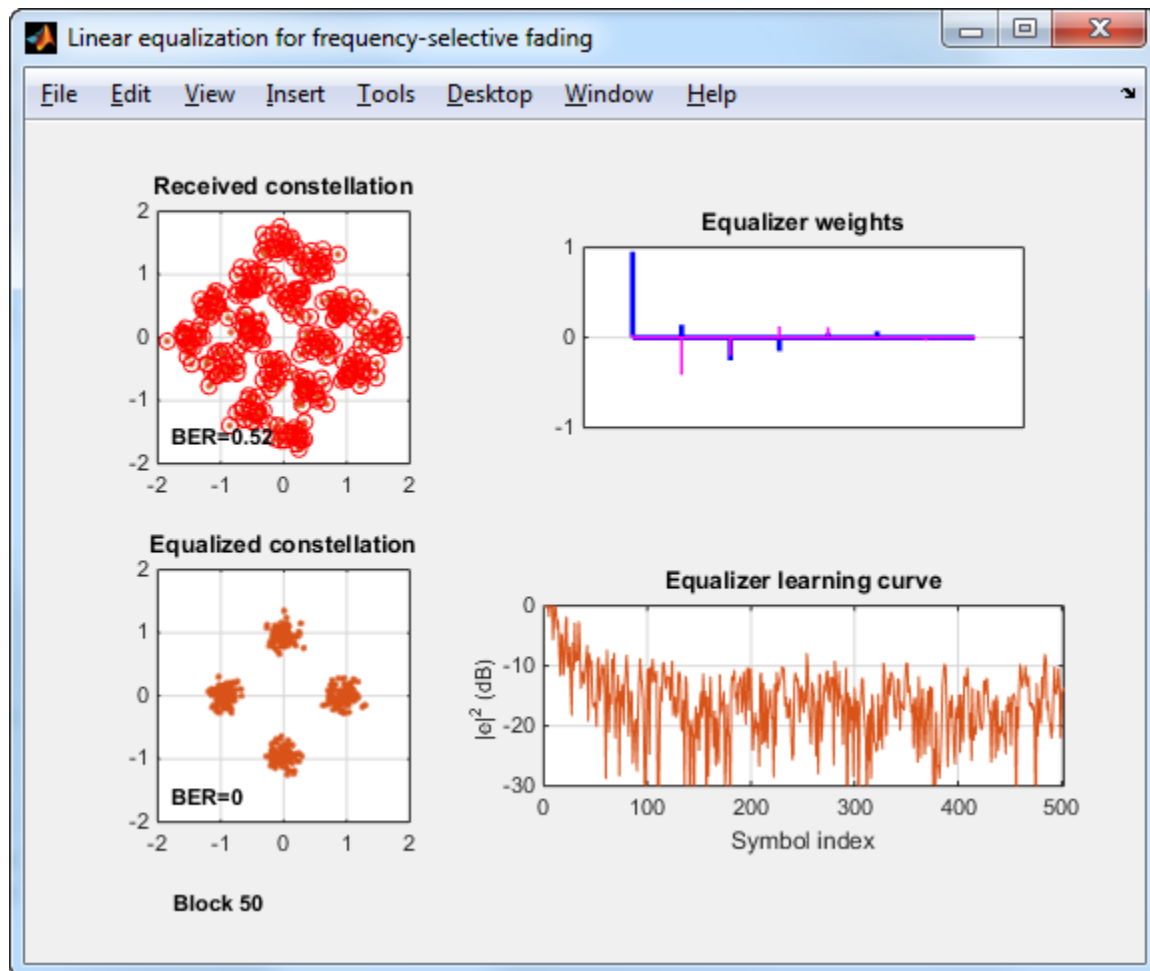 Linear equalization for frequency-selective fading
File Edit View Insert Tools Desktop Window Help
Received constellation
2
1
0
-1
-2
BER=0.52
-2 -1 0 1 2
Equalizer weights
1
0
-1
Equalized constellation
2
1
0
-1
-2
BER=0
-2 -1 0 1 2
Equalizer learning curve
0
-10
-20
-30
|e|² (dB)
0 100 200 300 400 500
Symbol index
Block 50